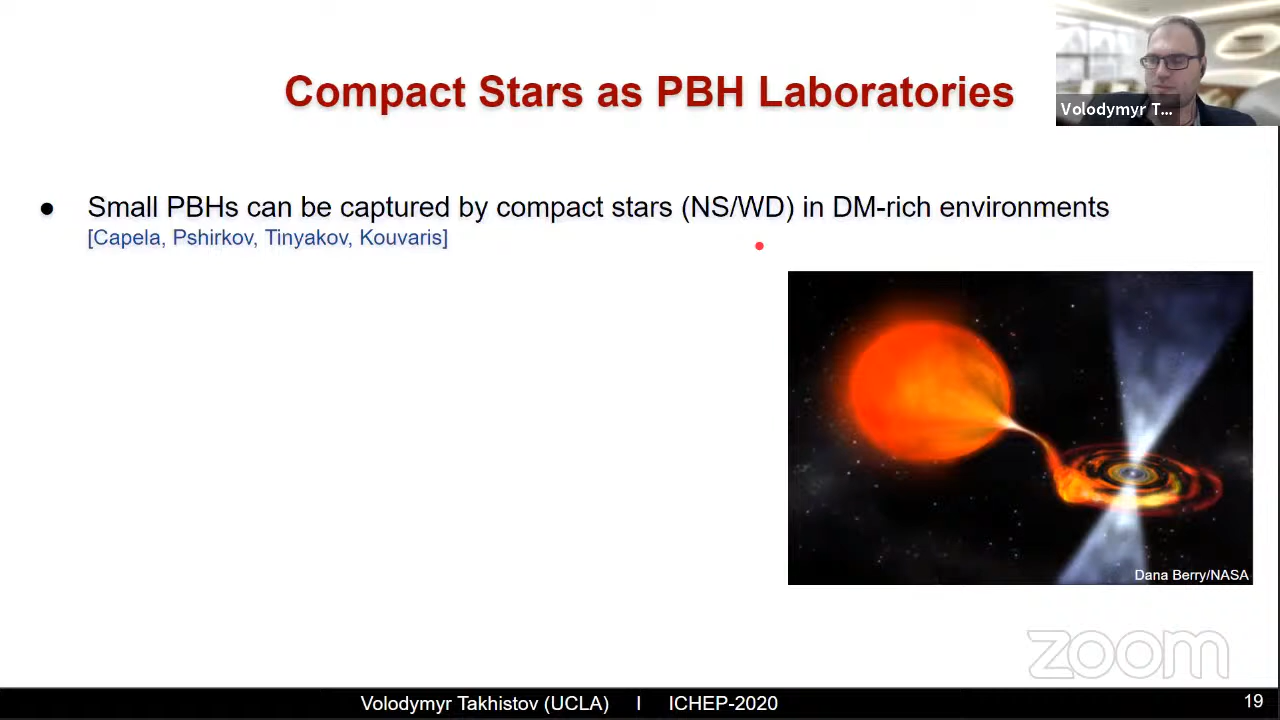 Compact Stars as PBH Laboratories
Volodymyr T...
● Small PBHs can be captured by compact stars (NS/WD) in DM-rich environments
[Capela, Pshirkov, Tinyakov, Kouvaris]
Dana Berry/NASA
zoom
Volodymyr Takhistov (UCLA) I ICHEP-2020 19